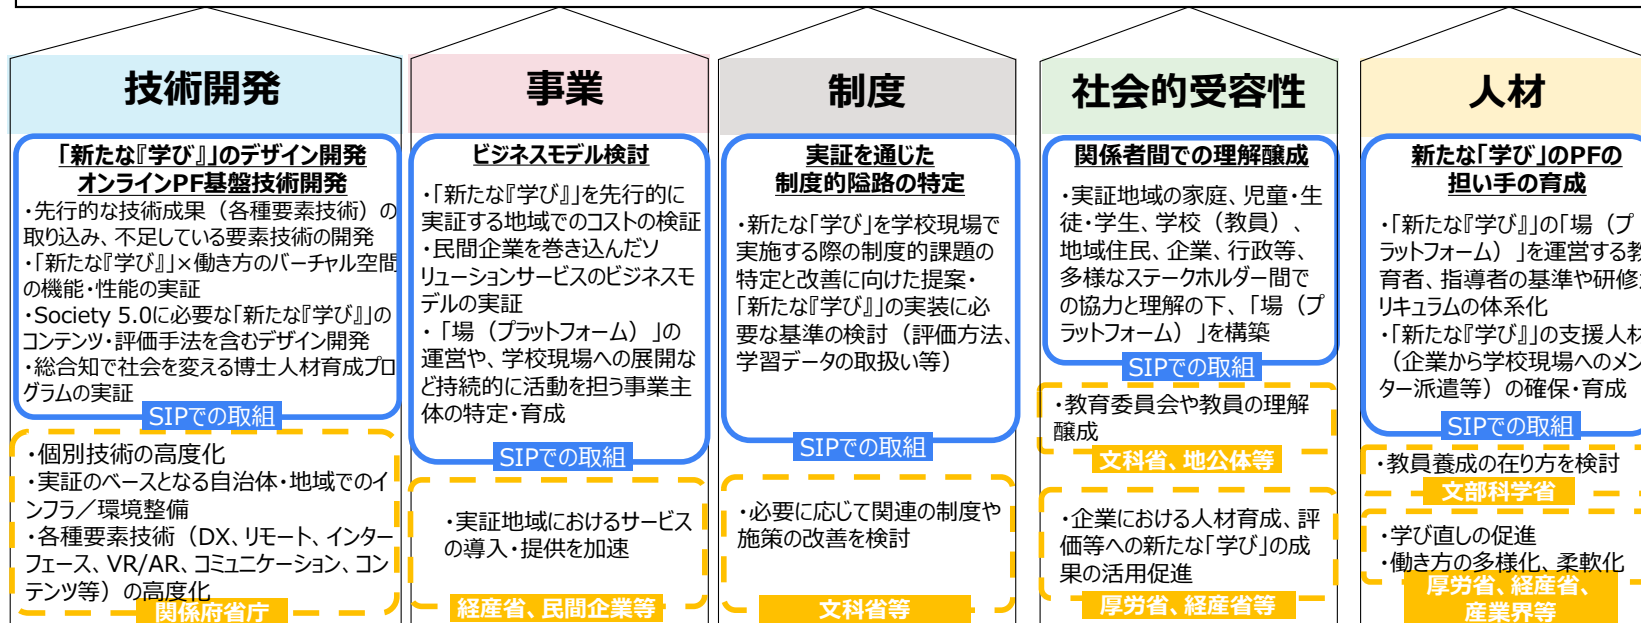 技術開発
「新たな『学び』」のデザイン開発
オンラインPF基盤技術開発
・先行的な技術成果（各種要素技術）の
取り込み、不足している要素技術の開発
・「新たな『学び』」×働き方のバーチャル空間
の機能・性能の実証
・Society 5.0に必要な「新たな『学び』」の
コンテンツ・評価手法を含むデザイン開発
・総合知で社会を変える博士人材育成プロ
グラムの実証
SIPでの取組
・個別技術の高度化
・実証のベースとなる自治体・地域でのイ
ンフラ／環境整備
・各種要素技術（DX、リモート、インター
フェース、VR/AR、コミュニケーション、コン
テンツ等）の高度化
関係府省庁
事業
ビジネスモデル検討
・「新たな『学び』」を先行的に
実証する地域でのコストの検証
・民間企業を巻き込んだソ
リューションサービスのビジネスモ
デルの実証
・「場（プラットフォーム）」の
運営や、学校現場への展開な
ど持続的に活動を担う事業主
体の特定・育成
SIPでの取組
・実証地域におけるサービス
の導入・提供を加速
経産省、民間企業等
制度
実証を通じた
制度的隘路の特定
・新たな「学び」を学校現場で
実施する際の制度的課題の
特定と改善に向けた提案・
「新たな『学び』」の実装に必
要な基準の検討（評価方法、
学習データの取扱い等）
SIPでの取組
・必要に応じて関連の制度や
施策の改善を検討
文科省等
社会的受容性
関係者間での理解醸成
・実証地域の家庭、児童・生
徒・学生、学校（教員）、
地域住民、企業、行政等、
多様なステークホルダー間で
の協力と理解の下、「場（プ
ラットフォーム）」を構築
SIPでの取組
・教育委員会や教員の理解
醸成
文科省、地公体等
・企業における人材育成、評
価等への新たな「学び」の成
果の活用促進
厚労省、経産省等
人材
新たな「学び」のPFの
担い手の育成
・「新たな『学び』」の「場（プ
ラットフォーム）」を運営する教
育者、指導者の基準や研修
リキュラムの体系化
・「新たな『学び』」の支援人材
（企業から学校現場へのメン
ター派遣等）の確保・育成
SIPでの取組
・教員養成の在り方を検討
文部科学省
・学び直しの促進
・働き方の多様化、柔軟化
厚労省、経産省、
産業界等